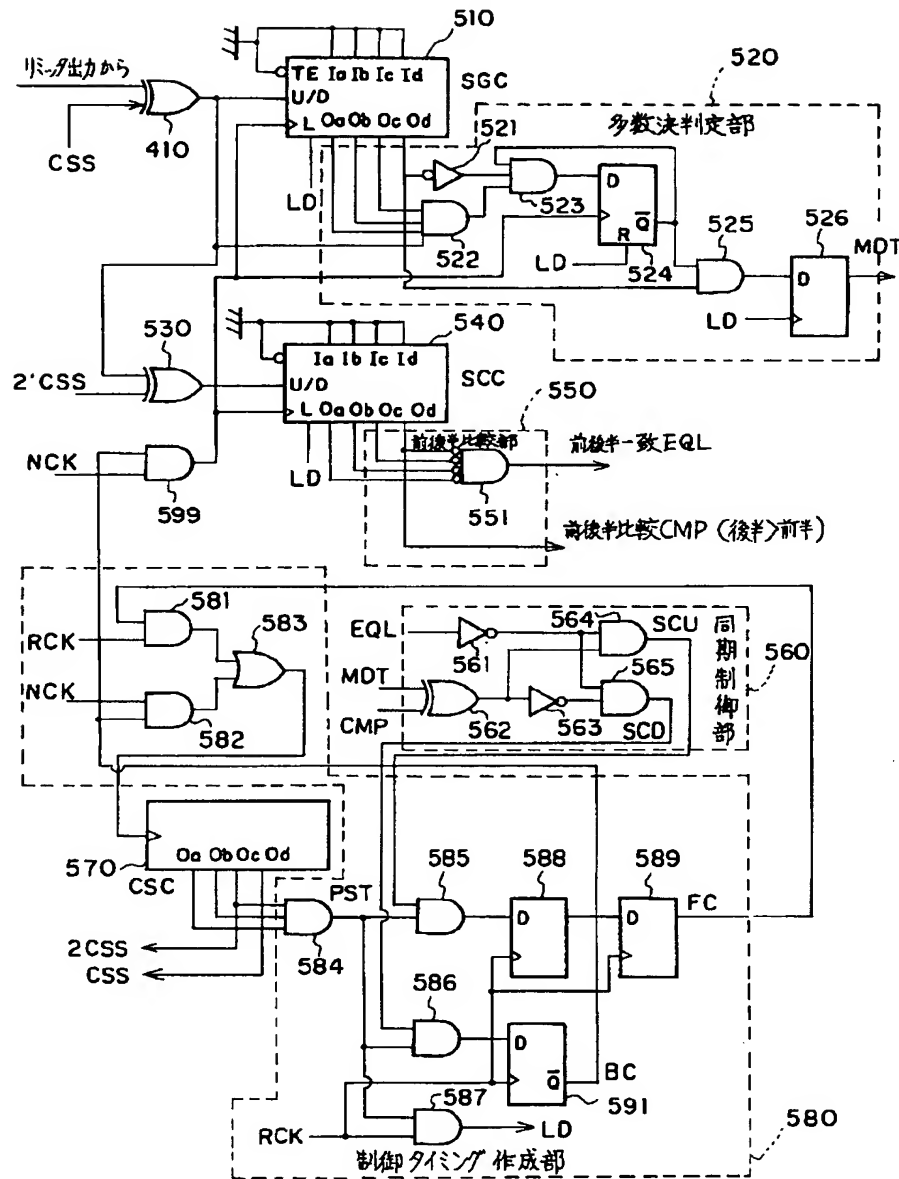 リミッタ出力から
CSS
410
510
TE Ia Ib Ic Id
SGC
U/D
L Oa Ob Oc Od
LD
520
多数決判定部
521
522
523
D
Q
R
524
LD
525
526
D
MDT
LD
530
2'CSS
540
Ia Ib Ic Id
SCC
U/D
L Oa Ob Oc Od
LD
550
前後半比較部
551
前後半一致EQL
前後半比較CMP (後半>前半)
NCK
599
581
RCK
583
NCK
582
EQL
561
564
SCU
MDT
CMP
562
563
565
SCD
同期制御部
560
570
Oa Ob Oc Od
CSC
2CSS
CSS
PST
584
585
588
D
589
D
FC
586
D
Q
BC
591
587
RCK
LD
580
制御タイミング作成部